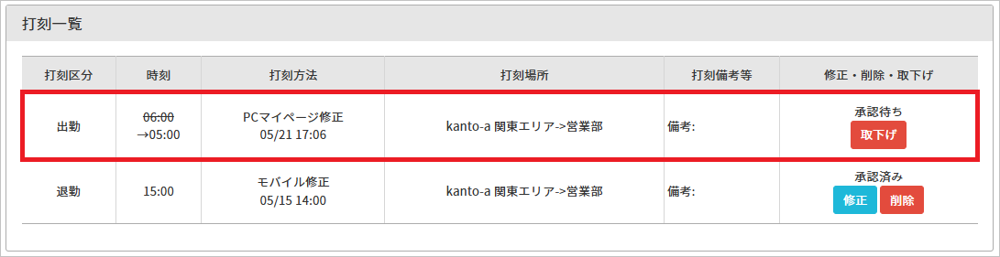 打刻一覧
打刻区分 時刻 打刻方法 打刻場所 打刻備考等 修正・削除・取下げ
出勤 06:00 →05:00 PCマイページ修正 05/21 17:06 kanto-a 関東エリア->営業部 備考: 承認待ち 取下げ
退勤 15:00 モバイル修正 05/15 14:00 kanto-a 関東エリア->営業部 備考: 承認済み 修正 削除